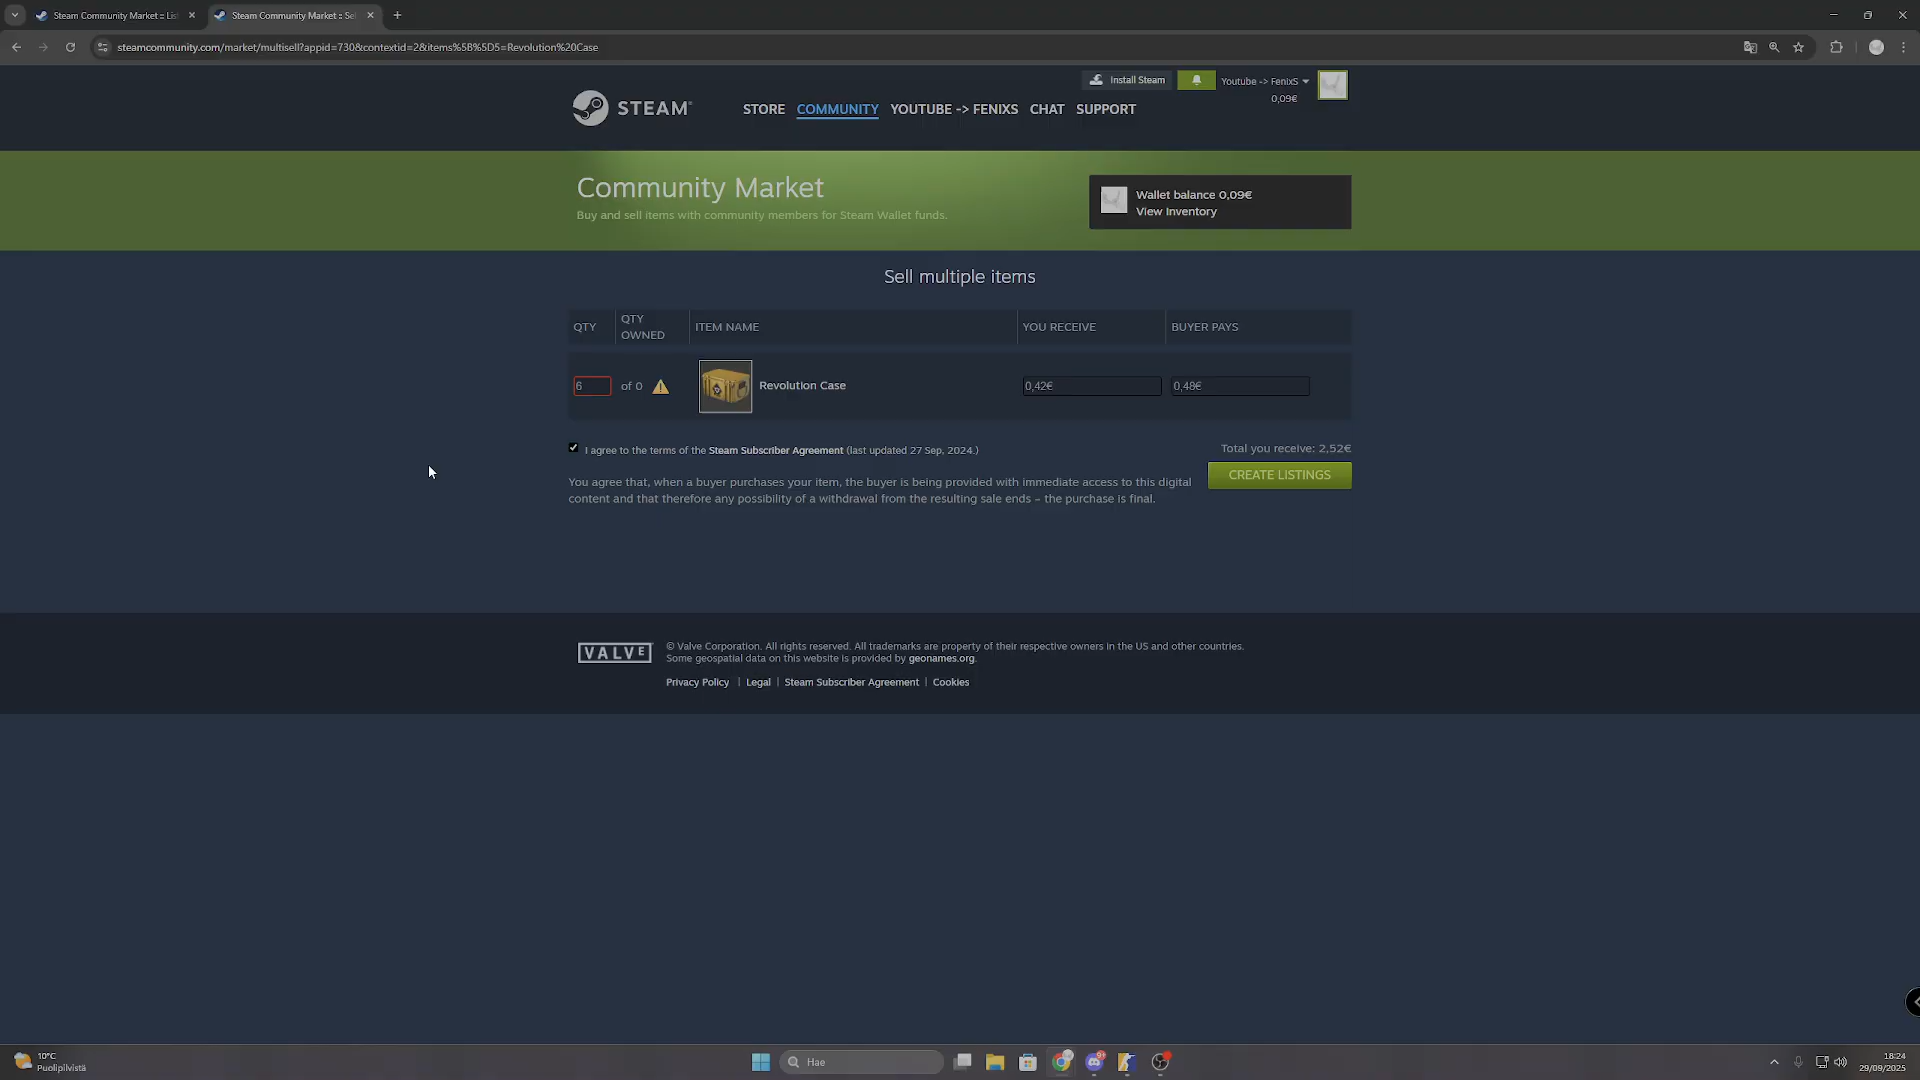 Steam Community Market :: Lis
Steam Community Market :: Se
steamcommunity.com/market/multisell?appid=730&contextid=2&items%5B%5D5=Revolution%20Case
Install Steam
Youtube -> FenixS
0,09€
STEAM
STORE
COMMUNITY
YOUTUBE -> FENIXS
CHAT
SUPPORT
Community Market
Buy and sell items with community members for Steam Wallet funds.
Wallet balance 0,09€
View Inventory
Sell multiple items
QTY
QTY
OWNED
ITEM NAME
YOU RECEIVE
BUYER PAYS
6
of 0
Revolution Case
0,42€
0,48€
I agree to the terms of the Steam Subscriber Agreement (last updated 27 Sep, 2024.)
Total you receive: 2,52€
CREATE LISTINGS
You agree that, when a buyer purchases your item, the buyer is being provided with immediate access to this digital
content and that therefore any possibility of a withdrawal from the resulting sale ends – the purchase is final.
VALVE
© Valve Corporation. All rights reserved. All trademarks are property of their respective owners in the US and other countries.
Some geospatial data on this website is provided by geonames.org.
Privacy Policy | Legal | Steam Subscriber Agreement | Cookies
10°C
Puolipilvistä
Hae
18:24
29/09/2025